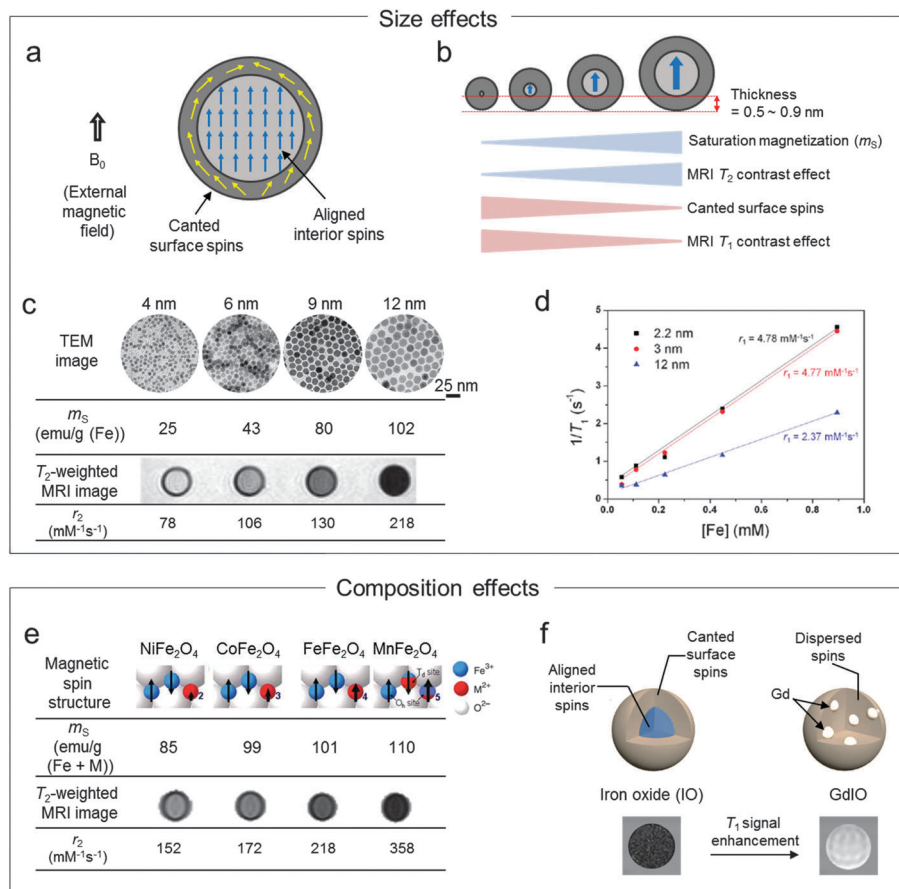 Size effects
a
B₀
(External
magnetic
field)
Canted
surface spins
Aligned
interior spins
b
Thickness
= 0.5 ~ 0.9 nm
Saturation magnetization (mS)
MRI T₂ contrast effect
Canted surface spins
MRI T₁ contrast effect
c
4 nm 6 nm 9 nm 12 nm
TEM
image
25 nm
mS
(emu/g (Fe)) 25 43 80 102
T₂-weighted
MRI image
r₂
(mM⁻¹s⁻¹) 78 106 130 218
d
2.2 nm
3 nm
12 nm
r₁ = 4.78 mM⁻¹s⁻¹
r₁ = 4.77 mM⁻¹s⁻¹
r₁ = 2.37 mM⁻¹s⁻¹
1/T₁ (s⁻¹)
5
4
3
2
1
0
0.0 0.2 0.4 0.6 0.8 1.0
[Fe] (mM)
Composition effects
e
NiFe₂O₄ CoFe₂O₄ FeFe₂O₄ MnFe₂O₄
Magnetic
spin
structure
2 3 4 5
Td site
Oh site
Fe³⁺
M²⁺
O²⁻
mS
(emu/g
(Fe + M)) 85 99 101 110
T₂-weighted
MRI image
r₂
(mM⁻¹s⁻¹) 152 172 218 358
f
Canted
surface
spins
Aligned
interior
spins
Iron oxide (IO)
Dispersed
spins
Gd
GdIO
T₁ signal
enhancement